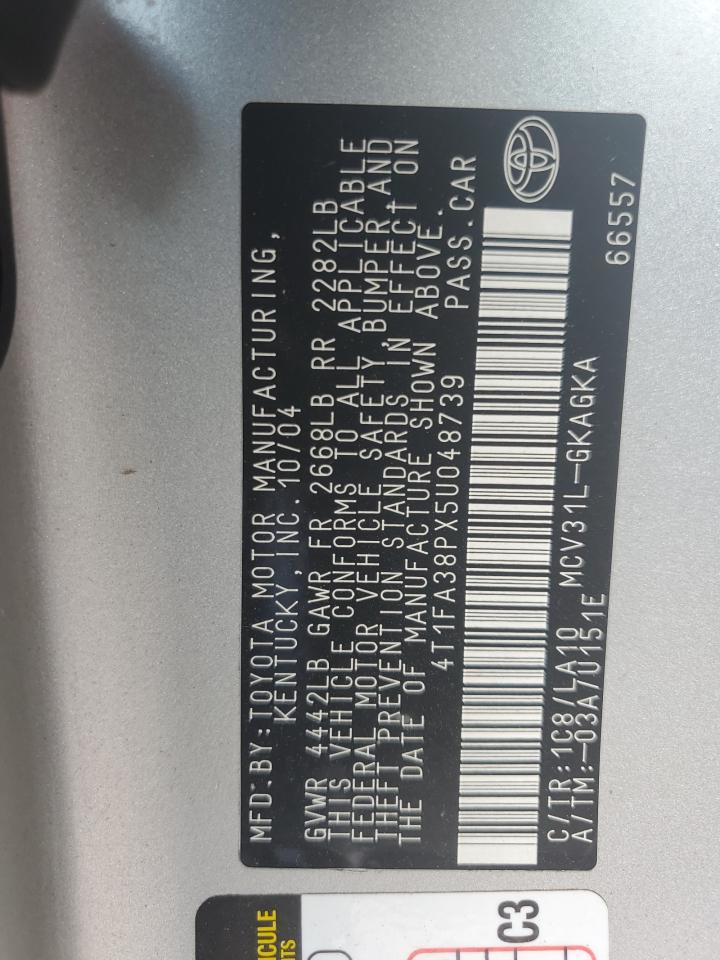 MFD.BY:TOYOTA MOTOR MANUFACTURING,
KENTUCKY,INC.10/04
GVWR 4442LB GAWR FR 2668LB RR 2282LB
THIS VEHICLE CONFORMS TO ALL APPLICABLE
FEDERAL MOTOR VEHICLE SAFETY,BUMPER,AND
THEFT PREVENTION STANDARDS IN EFFECT ON
THE DATE OF MANUFACTURE SHOWN ABOVE.
4T1FA38PX5U048739 PASS.CAR
C/TR:1C8/LA10 MCV31L-GKAGKA
A/TM:-03A/U151E 66557
C3